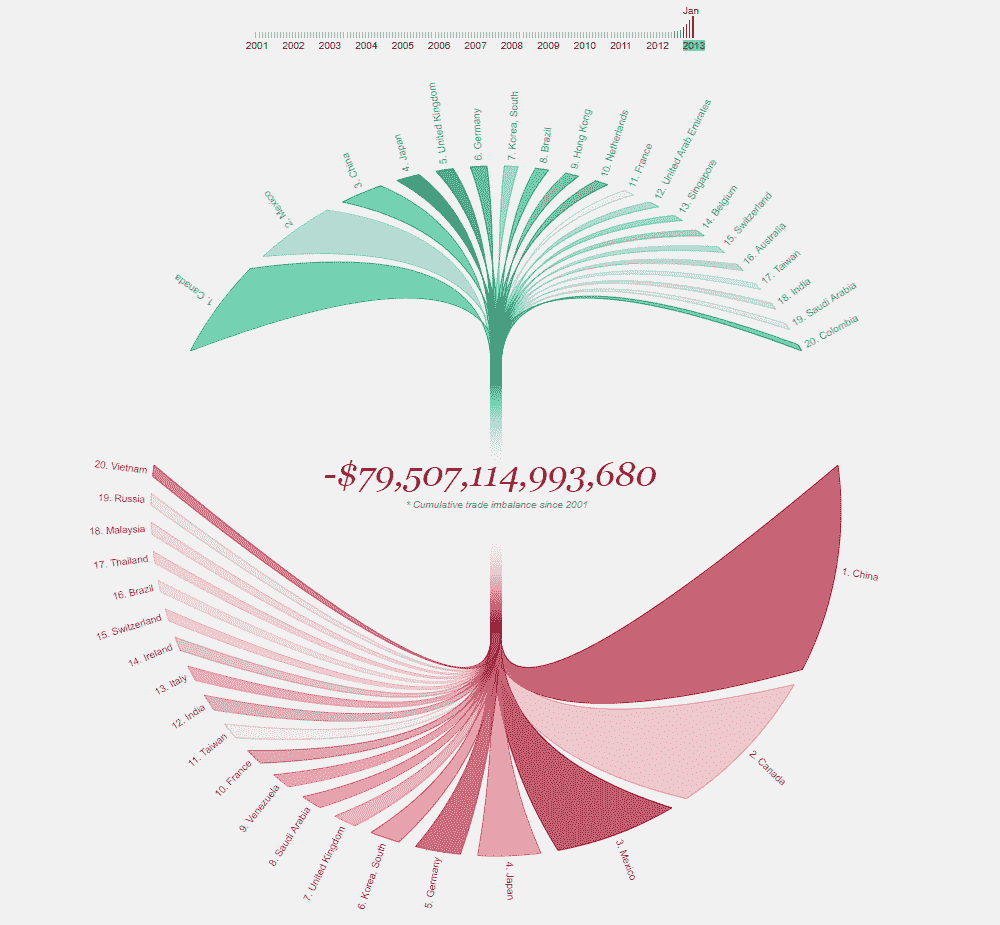 Jan
2001 2002 2003 2004 2005 2006 2007 2008 2009 2010 2011 2012 2013
1. Canada
2. Mexico
3. China
4. Japan
5. United Kingdom
6. Germany
7. Korea, South
8. Brazil
9. Hong Kong
10. Netherlands
11. France
12. United Arab Emirates
13. Singapore
14. Belgium
15. Switzerland
16. Australia
17. Taiwan
18. India
19. Saudi Arabia
20. Colombia
-$79,507,114,993,680
* Cumulative trade imbalance since 2001
20. Vietnam
19. Russia
18. Malaysia
17. Thailand
16. Brazil
15. Switzerland
14. Ireland
13. Italy
12. India
11. Taiwan
10. France
9. Venezuela
8. Saudi Arabia
7. United Kingdom
6. Korea, South
5. Germany
4. Japan
3. Mexico
2. Canada
1. China